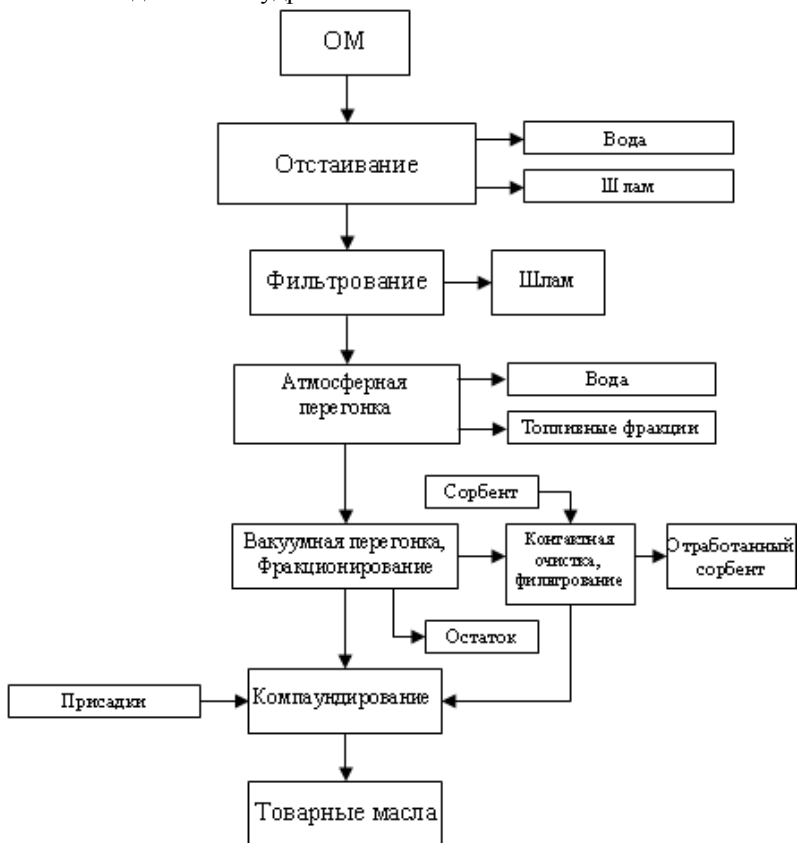 ОМ
Отстаивание
Вода
Шлам
Фильтрование
Шлам
Атмосферная
перегонка
Вода
Топливные фракции
Сорбент
Вакуумная перегонка,
Фракционирование
Контактная
очистка,
фильтрование
Отработанный
сорбент
Остаток
Присадки
Компаундирование
Товарные масла